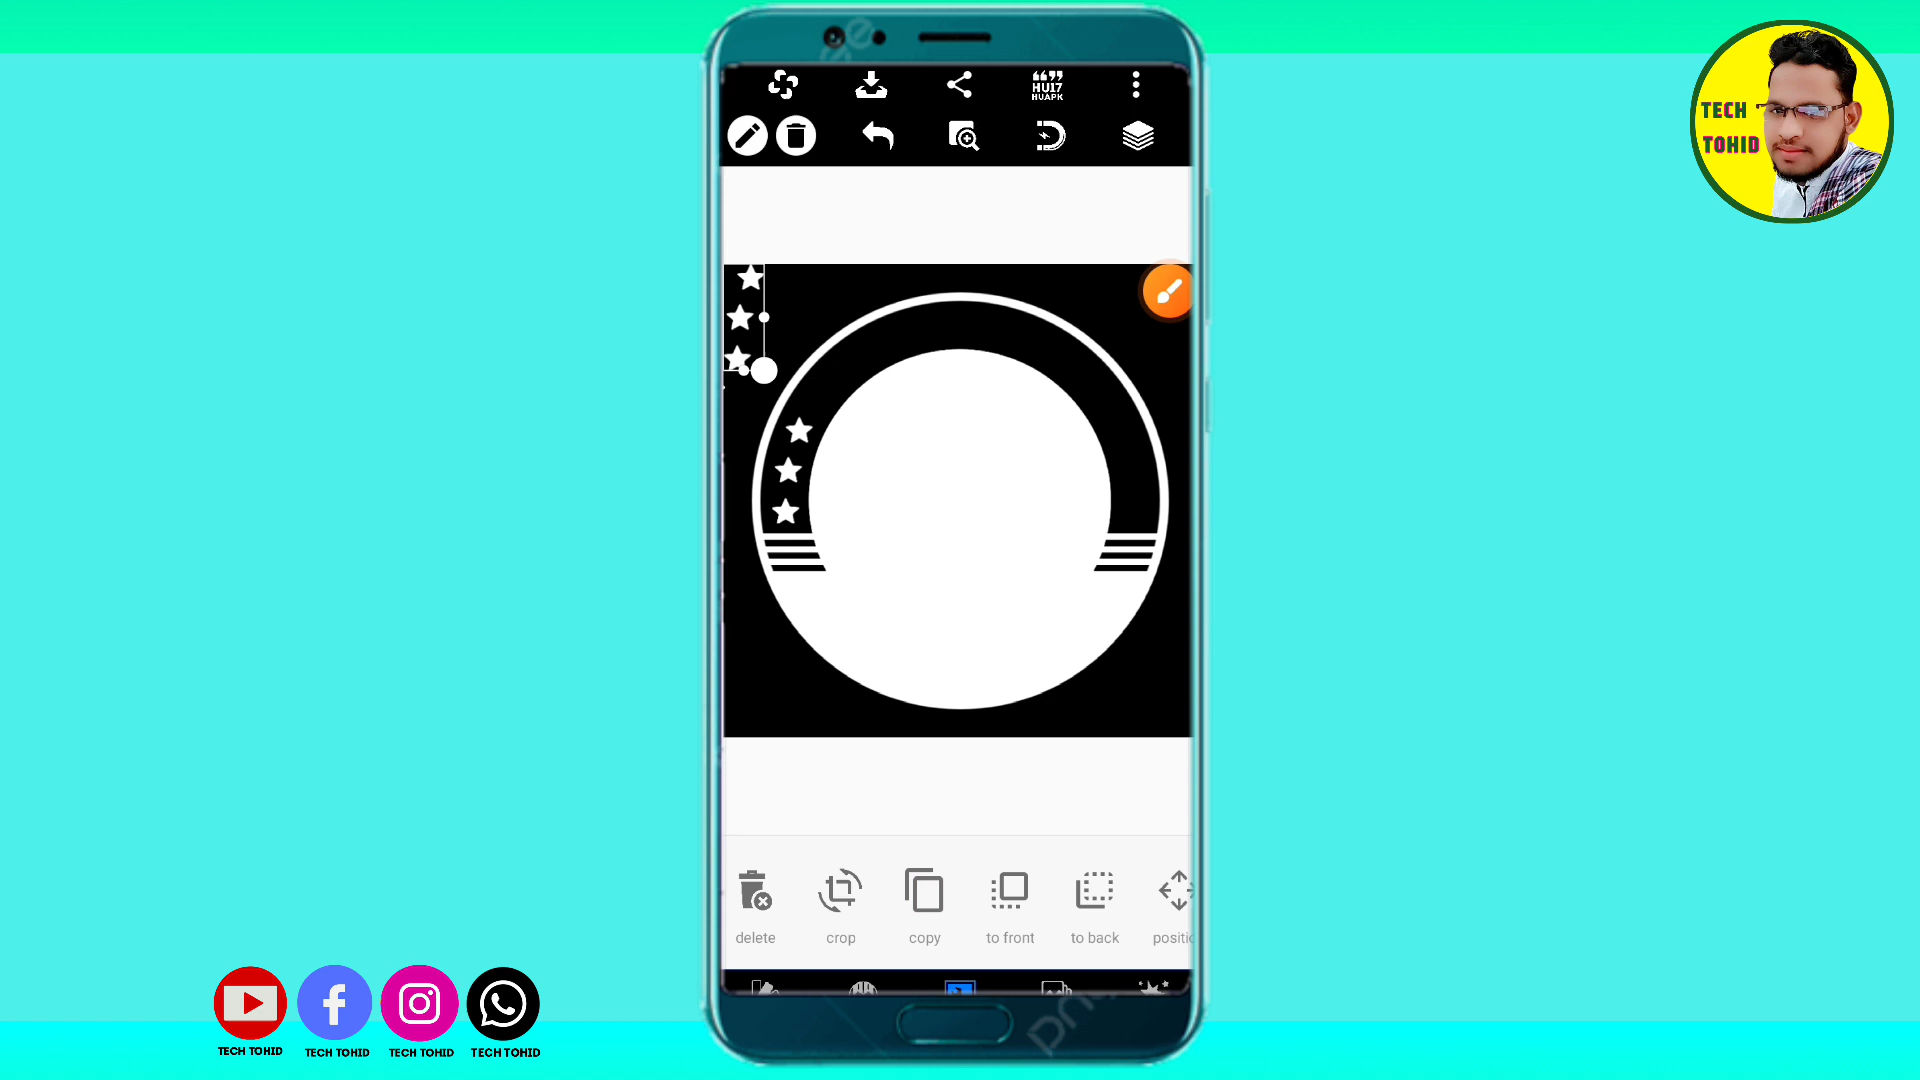 HU17
HUAPK
TECH
TOHID
delete
crop
copy
to front
to back
TECH TOHID
TECH TOHID
TECH TOHID
TECH TOHID